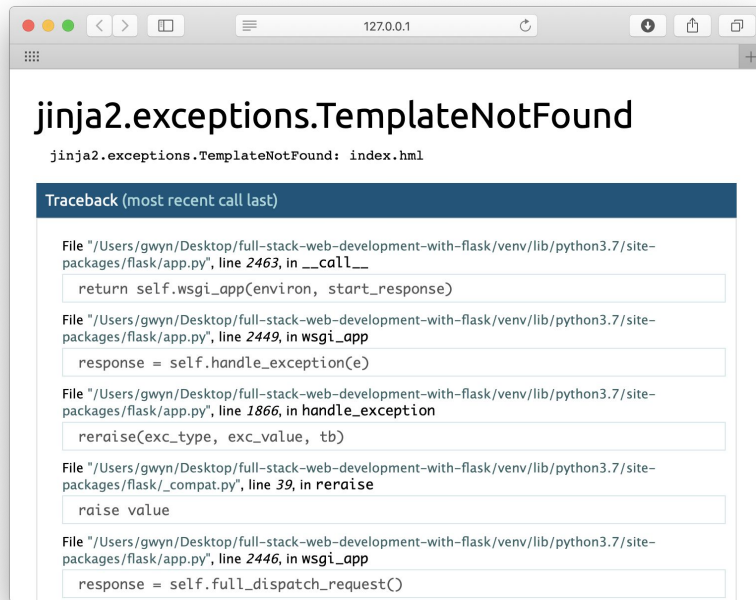 127.0.0.1
jinja2.exceptions.TemplateNotFound
jinja2.exceptions.TemplateNotFound: index.hml
Traceback (most recent call last)
File "/Users/gwyn/Desktop/full-stack-web-development-with-flask/venv/lib/python3.7/site-
packages/flask/app.py", line 2463, in __call__
return self.wsgi_app(environ, start_response)
File "/Users/gwyn/Desktop/full-stack-web-development-with-flask/venv/lib/python3.7/site-
packages/flask/app.py", line 2449, in wsgi_app
response = self.handle_exception(e)
File "/Users/gwyn/Desktop/full-stack-web-development-with-flask/venv/lib/python3.7/site-
packages/flask/app.py", line 1866, in handle_exception
reraise(exc_type, exc_value, tb)
File "/Users/gwyn/Desktop/full-stack-web-development-with-flask/venv/lib/python3.7/site-
packages/flask/_compat.py", line 39, in reraise
raise value
File "/Users/gwyn/Desktop/full-stack-web-development-with-flask/venv/lib/python3.7/site-
packages/flask/app.py", line 2446, in wsgi_app
response = self.full_dispatch_request()